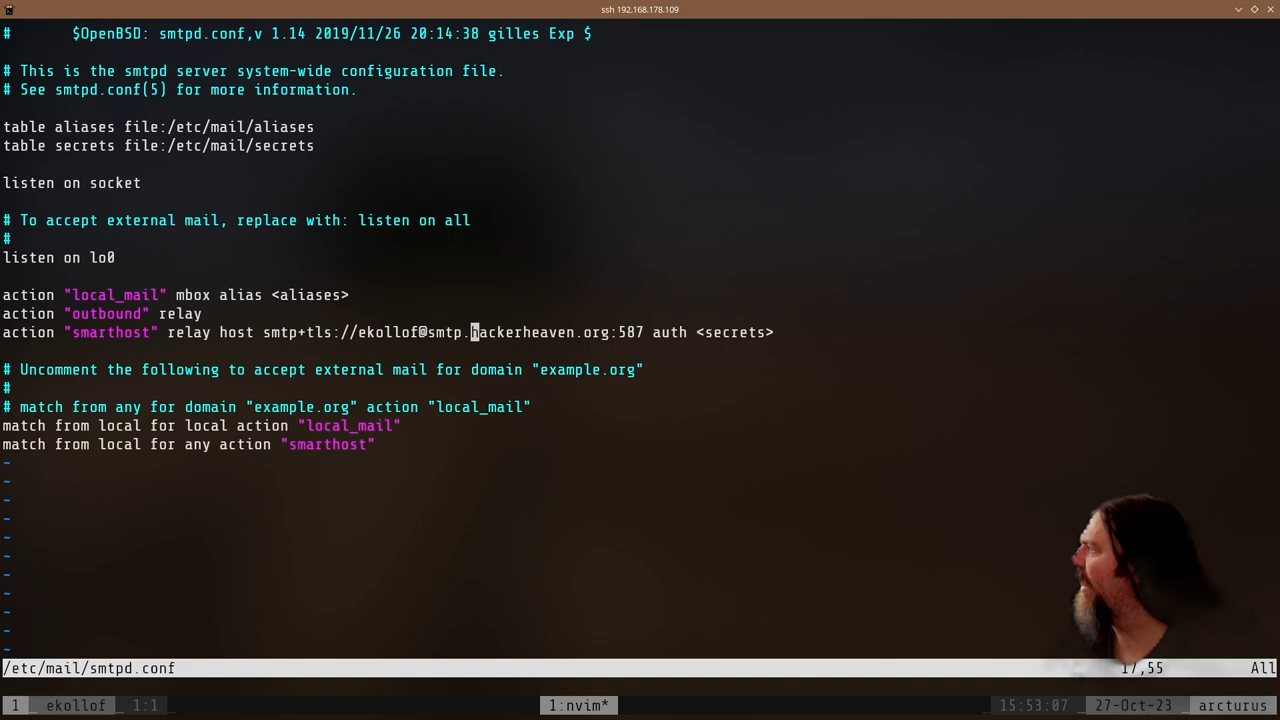 ssh 192.168.178.109
#       $OpenBSD: smtpd.conf,v 1.14 2019/11/26 20:14:38 gilles Exp $
# This is the smtpd server system-wide configuration file.
# See smtpd.conf(5) for more information.
table aliases file:/etc/mail/aliases
table secrets file:/etc/mail/secrets
listen on socket
# To accept external mail, replace with: listen on all
#
listen on lo0
action "local_mail" mbox alias <aliases>
action "outbound" relay
action "smarthost" relay host smtp+tls://ekollof@smtp.hackerheaven.org:587 auth <secrets>
# Uncomment the following to accept external mail for domain "example.org"
#
# match from any for domain "example.org" action "local_mail"
match from local for local action "local_mail"
match from local for any action "smarthost"
~
~
~
~
~
~
~
~
~
~
~
/etc/mail/smtpd.conf 17,55 All
1 ekollof 1:1 1:nvim* 15:53:07 27-Oct-23 arcturus